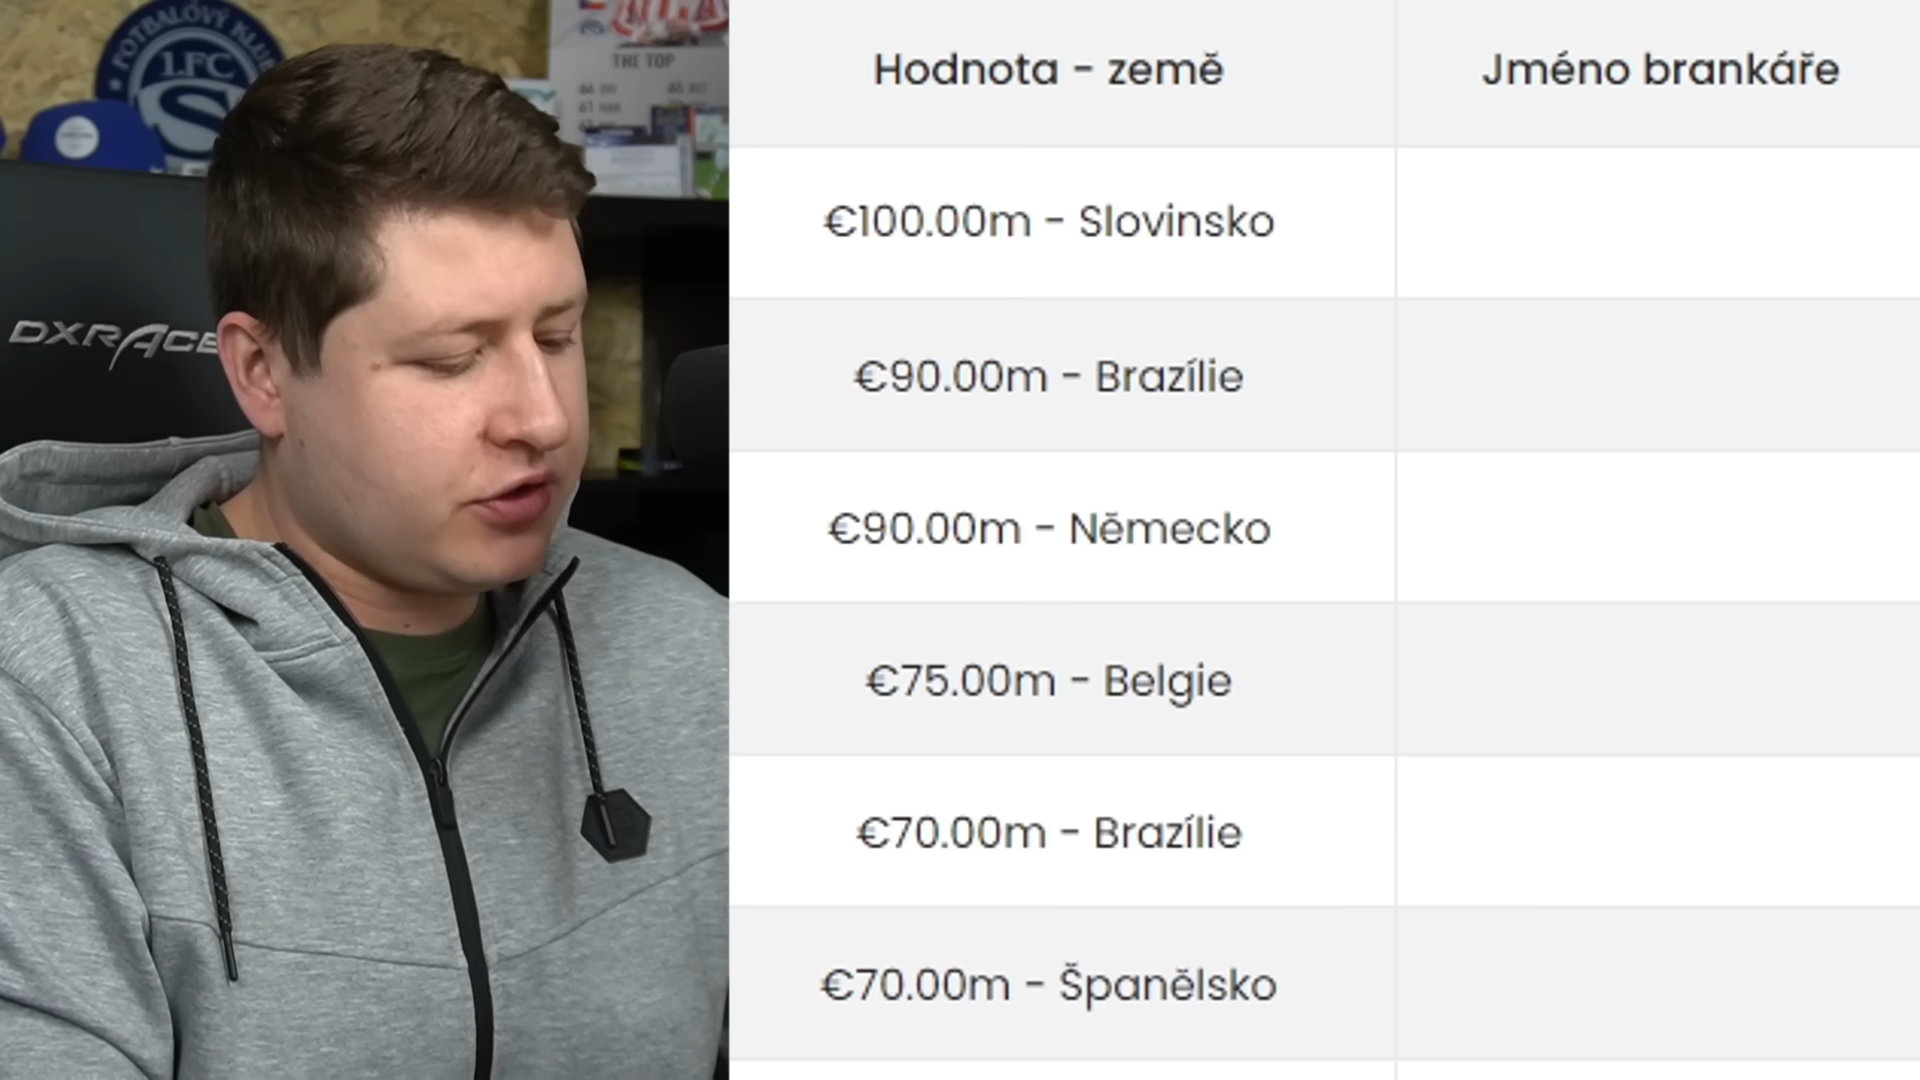 FOTBALOVÝ KLUB
1.FC
S
THE TOP
DXRACE
Hodnota - země
Jméno brankáře
€100.00m - Slovinsko
€90.00m - Brazílie
€90.00m - Německo
€75.00m - Belgie
€70.00m - Brazílie
€70.00m - Španělsko